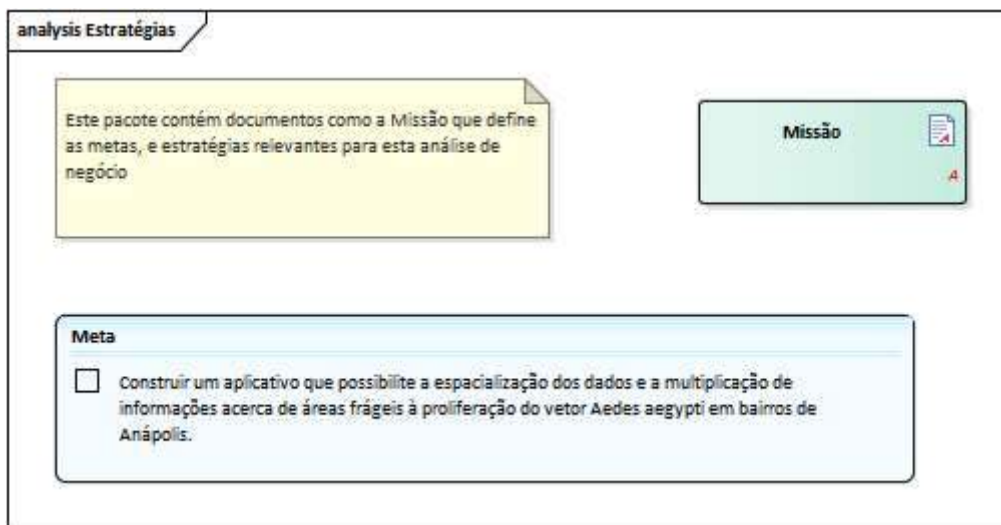 analysis Estratégias
Este pacote contém documentos como a Missão que define
as metas, e estratégias relevantes para esta análise de
negócio
Missão
A
Meta
Construir um aplicativo que possibilite a espacialização dos dados e a multiplicação de
informações acerca de áreas frágeis à proliferação do vetor Aedes aegypti em bairros de
Anápolis.